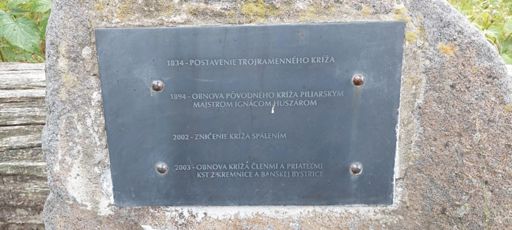 1834 - POSTAVENIE TROJRAMENNÉHO KRÍŽA
1894 - OBNOVA PÔVODNÉHO KRÍŽA PILIARSKYM
MAJSTROM IGNÁCOM HUSZÁROM
2002 - ZNIČENIE KRÍŽA SPÁLENÍM
2003 - OBNOVA KRÍŽA ČLENMI A PRIATEĽMI
KST Z KREMNICE A BANSKEJ BYSTRICE